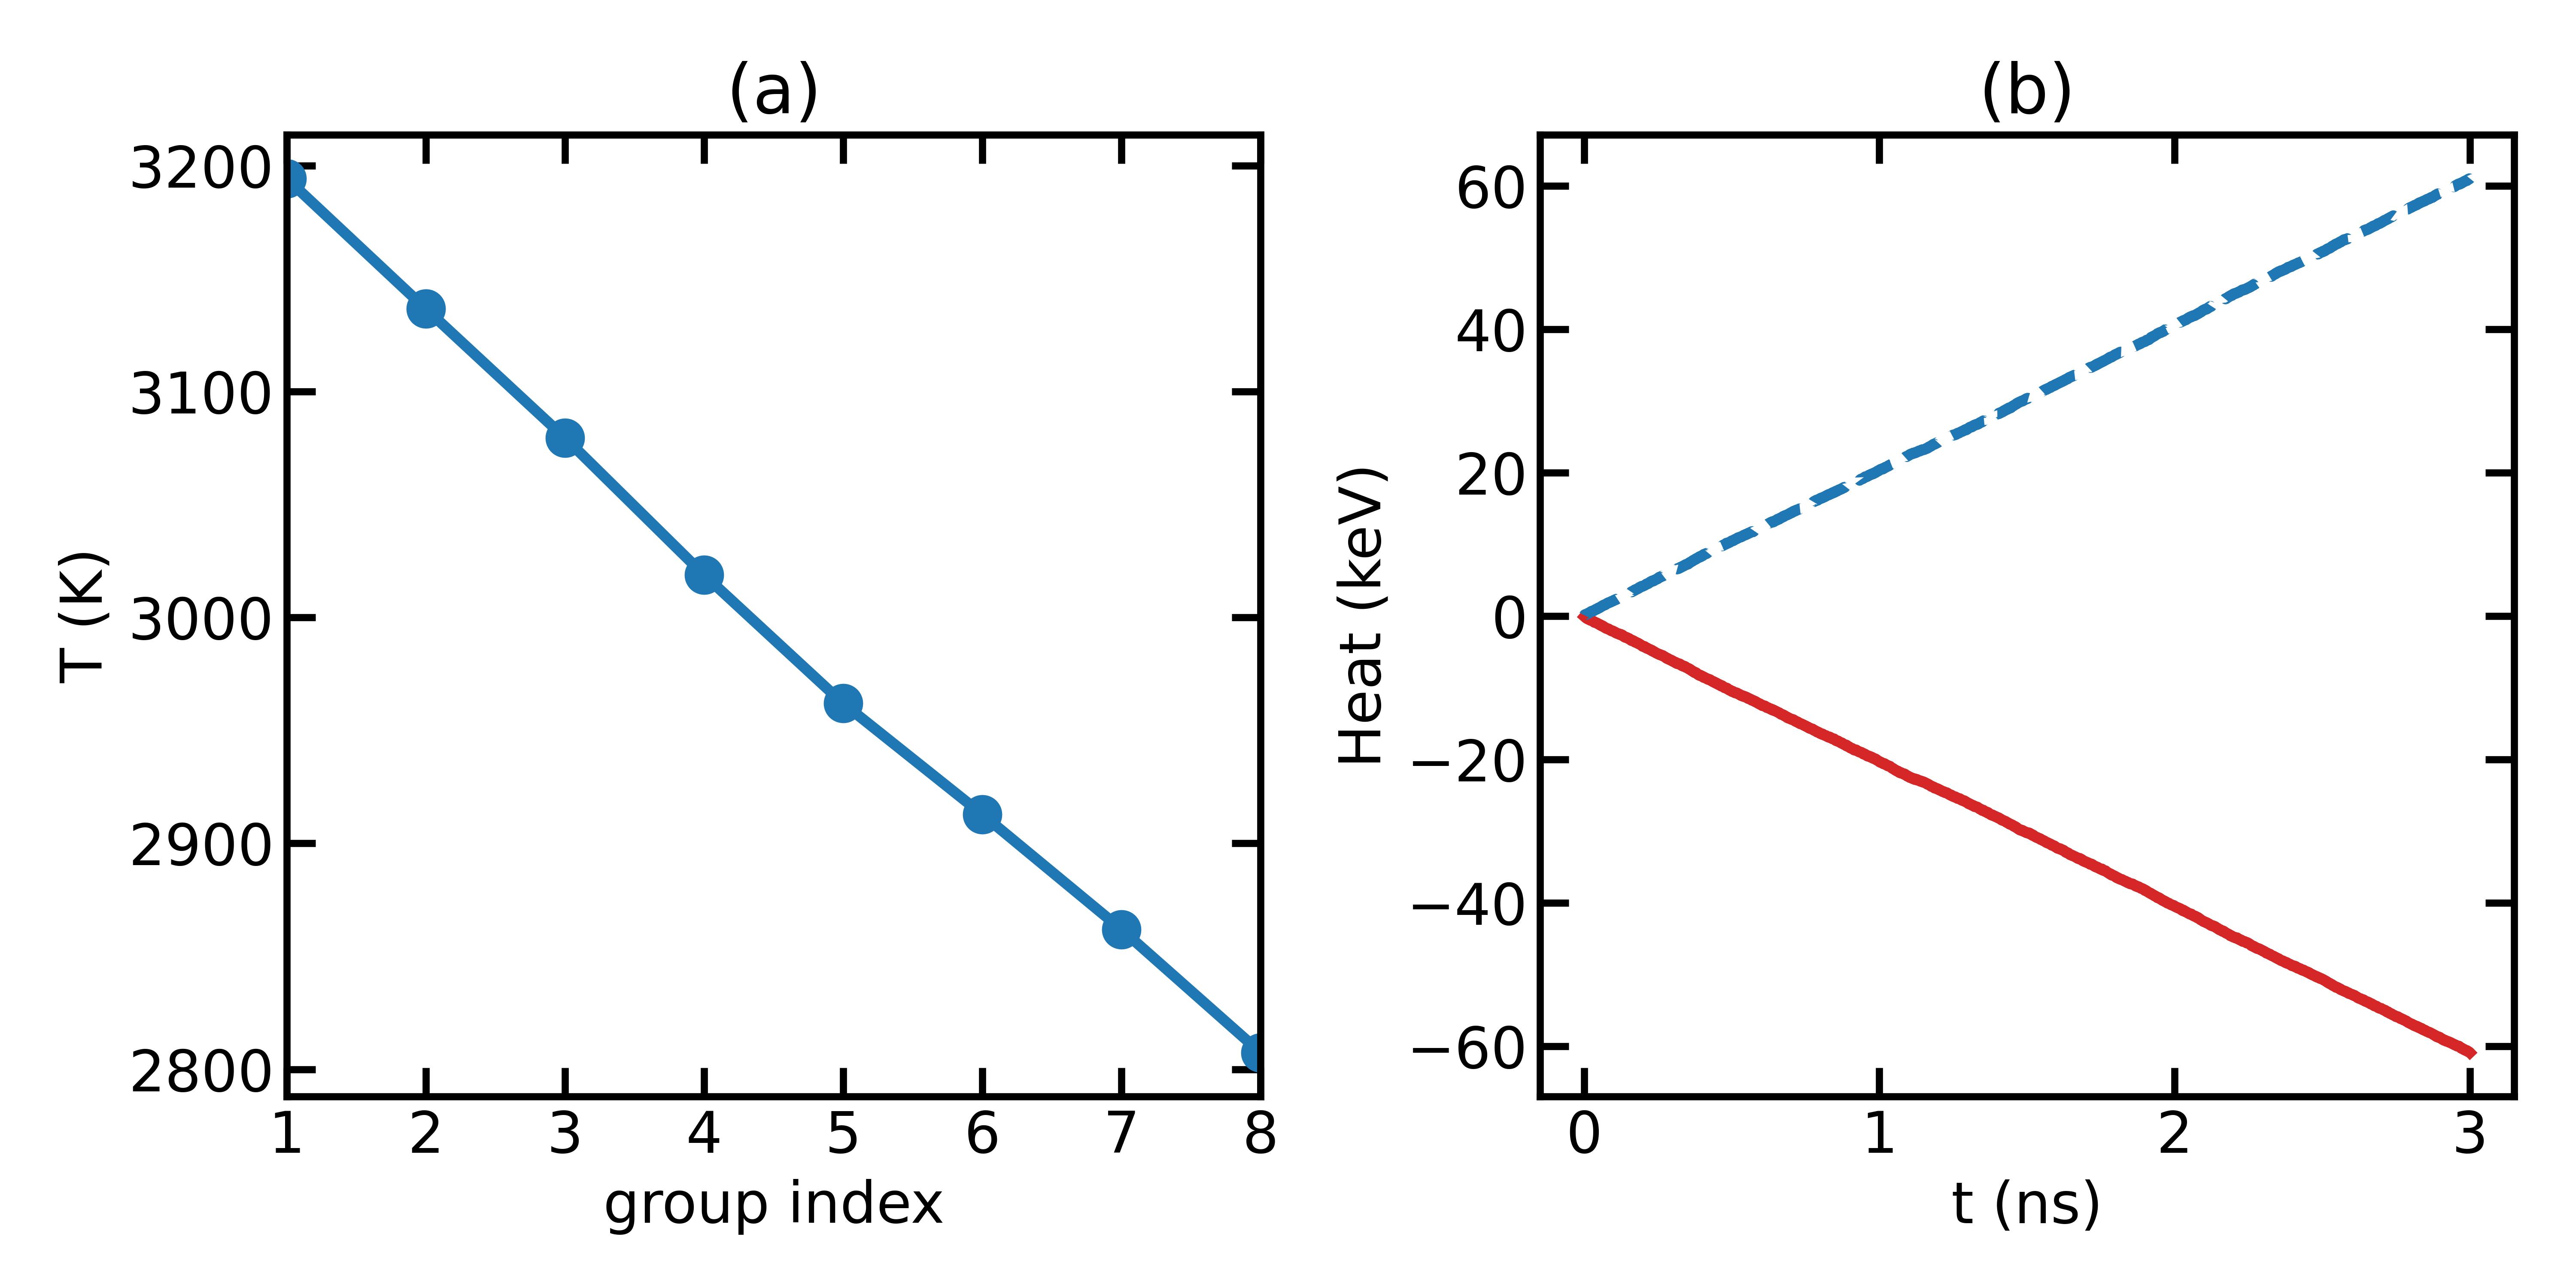 (a)
3200
3100
3000
2900
2800
T (K)
1 2 3 4 5 6 7 8
group index
(b)
60
40
20
0
−20
−40
−60
Heat (keV)
0 1 2 3
t (ns)